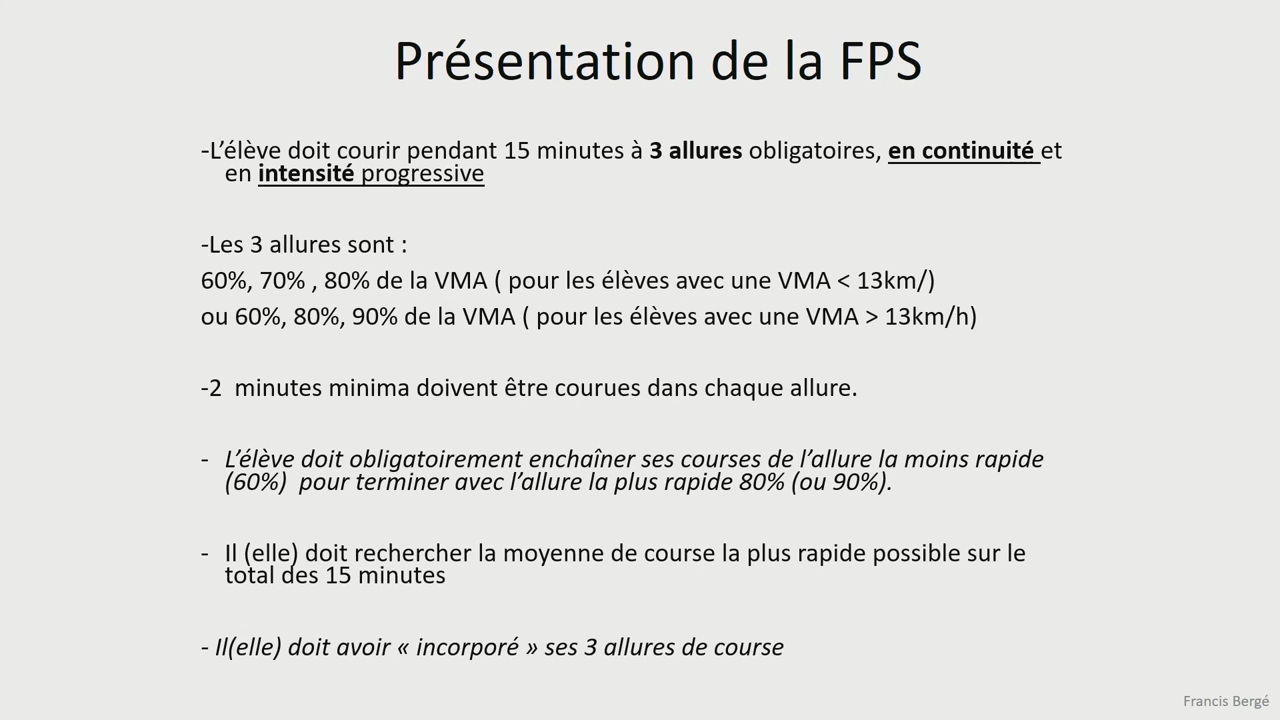 Présentation de la FPS
-L’élève doit courir pendant 15 minutes à 3 allures obligatoires, en continuité et
en intensité progressive
-Les 3 allures sont :
60%, 70% , 80% de la VMA ( pour les élèves avec une VMA < 13km/)
ou 60%, 80%, 90% de la VMA ( pour les élèves avec une VMA > 13km/h)
-2  minutes minima doivent être courues dans chaque allure.
- L’élève doit obligatoirement enchaîner ses courses de l’allure la moins rapide
(60%)  pour terminer avec l’allure la plus rapide 80% (ou 90%).
- Il (elle) doit rechercher la moyenne de course la plus rapide possible sur le
total des 15 minutes
- Il(elle) doit avoir « incorporé » ses 3 allures de course
Francis Bergé